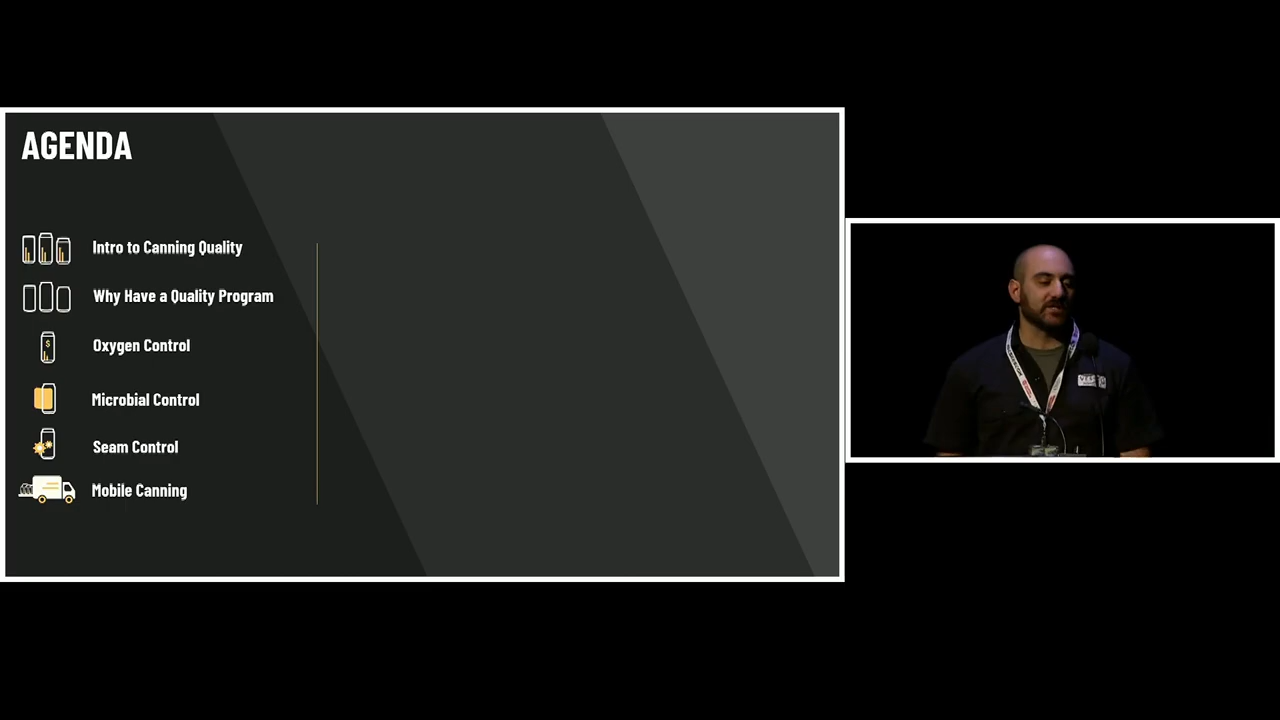 AGENDA
Intro to Canning Quality
Why Have a Quality Program
Oxygen Control
Microbial Control
Seam Control
Mobile Canning
$